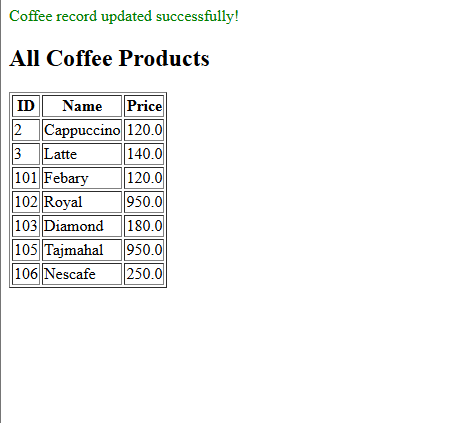 Coffee record updated successfully!
All Coffee Products
ID Name Price
2 Cappuccino 120.0
3 Latte 140.0
101 Febary 120.0
102 Royal 950.0
103 Diamond 180.0
105 Tajmahal 950.0
106 Nescafe 250.0